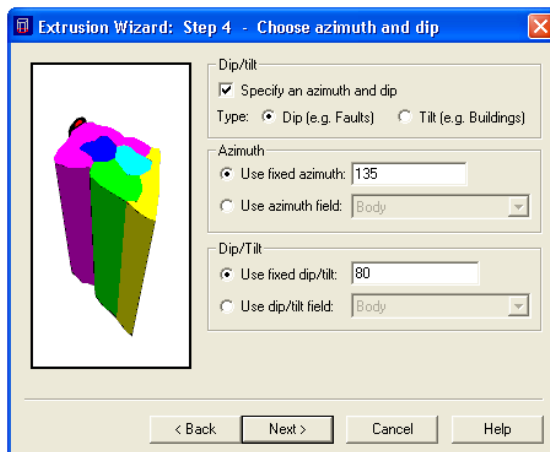 Extrusion Wizard: Step 4 - Choose azimuth and dip
Dip/tilt
Specify an azimuth and dip
Type: Dip (e.g. Faults) Tilt (e.g. Buildings)
Azimuth
Use fixed azimuth: 135
Use azimuth field: Body
Dip/Tilt
Use fixed dip/tilt: 80
Use dip/tilt field: Body
< Back Next > Cancel Help